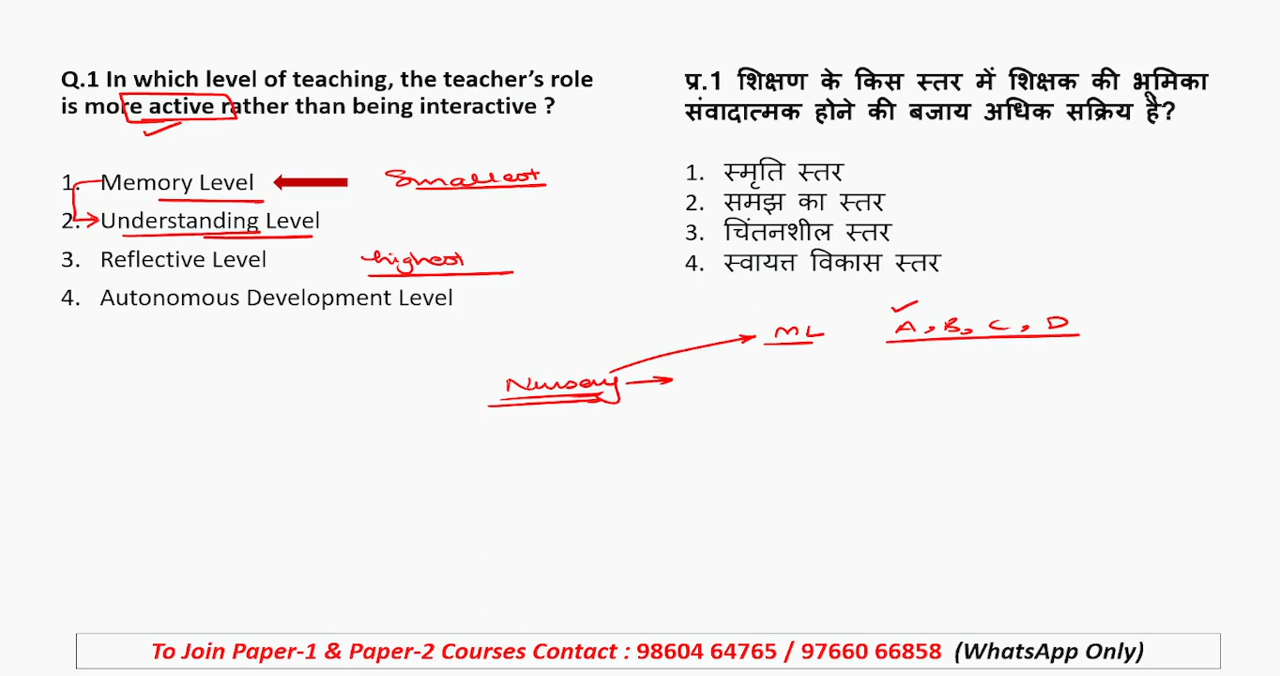 Q.1 In which level of teaching, the teacher's role
is more active rather than being interactive ?
1. Memory Level
Smallest
2. Understanding Level
3. Reflective Level
highest
4. Autonomous Development Level
प्र.1 शिक्षण के किस स्तर में शिक्षक की भूमिका
संवादात्मक होने की बजाय अधिक सक्रिय है?
1. स्मृति स्तर
2. समझ का स्तर
3. चिंतनशील स्तर
4. स्वायत्त विकास स्तर
ML
A, B, C, D
Nursery
To Join Paper-1 & Paper-2 Courses Contact : 98604 64765 / 97660 66858 (WhatsApp Only)